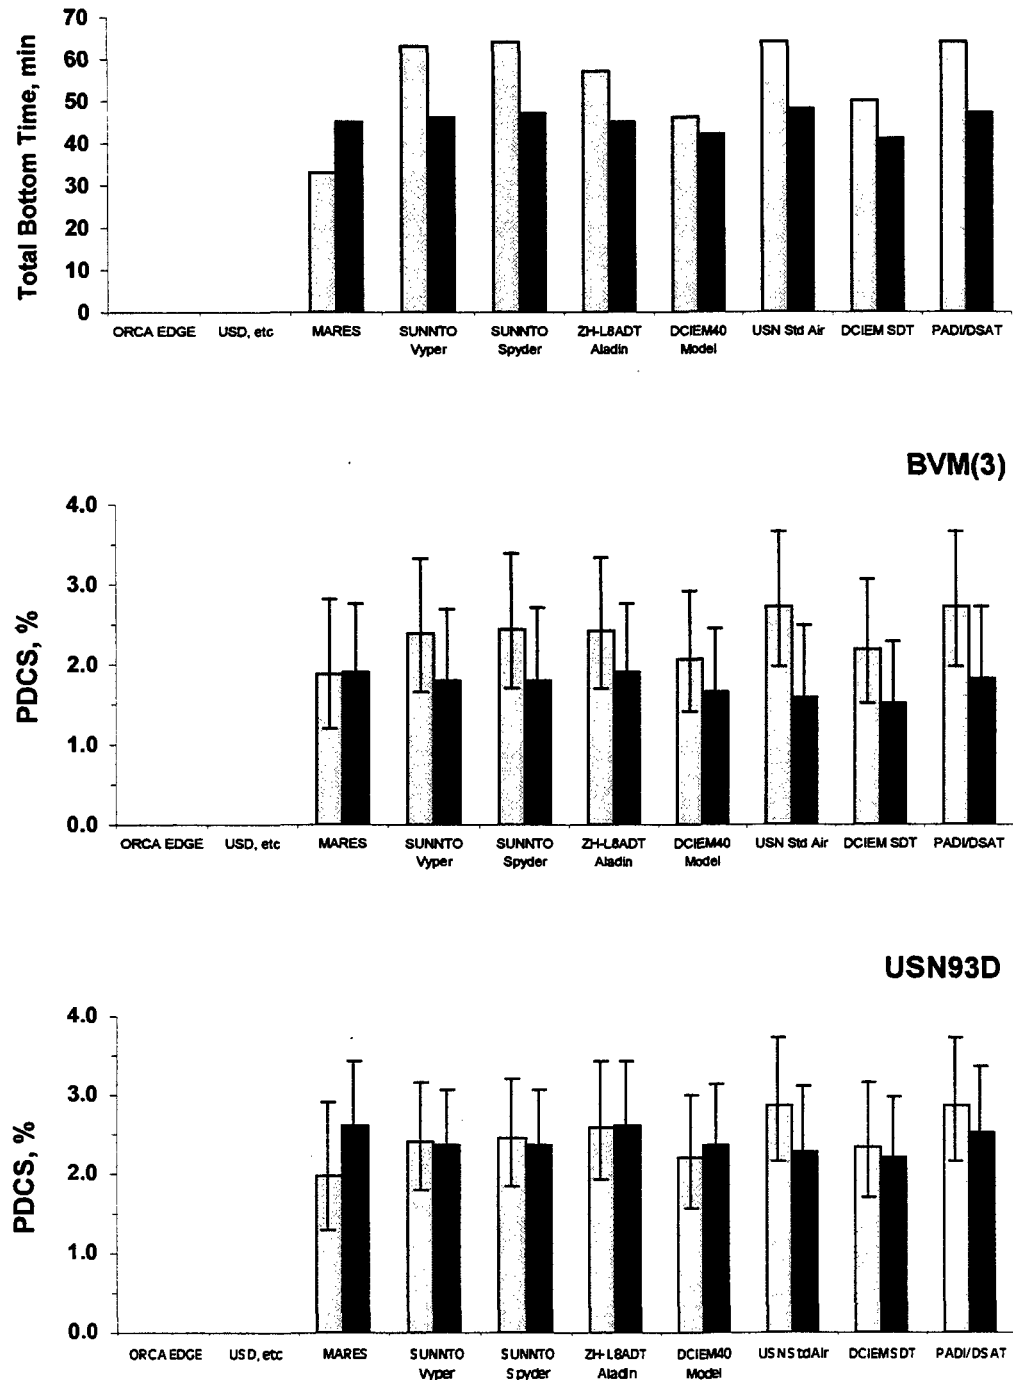 70
60
50
40
30
20
10
0
Total Bottom Time, min
ORCA EDGE USD, etc MARES SUNNTO SUNNTO ZH-L8ADT DCIEM40 USN Std Air DCIEM SDT PADI/DSAT
Vyper Spyder Aladin Model
BVM(3)
4.0
3.0
2.0
1.0
0.0
PDCS, %
ORCA EDGE USD, etc MARES SUNNTO SUNNTO ZH-L8ADT DCIEM40 USN Std Air DCIEM SDT PADI/DSAT
Vyper Spyder Aladin Model
USN93D
4.0
3.0
2.0
1.0
0.0
PDCS, %
ORCA EDGE USD, etc MARES SUNNTO SUNNTO ZH-L8ADT DCIEM40 USN Std Air DCIEM SDT PADI/DSAT
Vyper Spyder Aladin Model